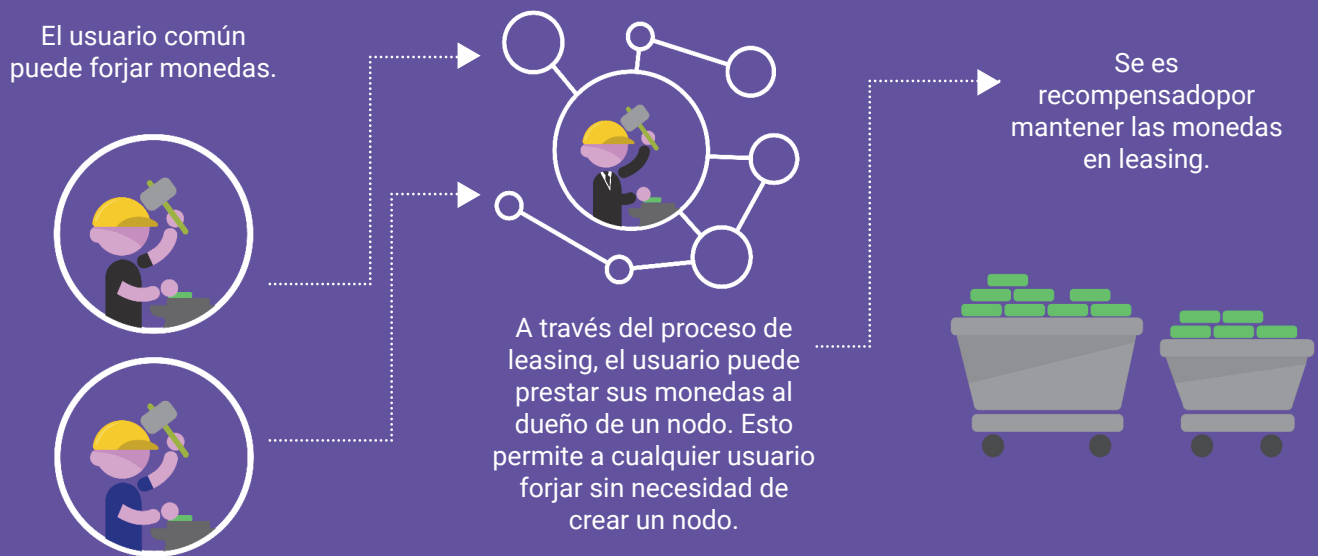 El usuario común
puede forjar monedas.
A través del proceso de
leasing, el usuario puede
prestar sus monedas al
dueño de un nodo. Esto
permite a cualquier usuario
forjar sin necesidad de
crear un nodo.
Se es
recompensadopor
mantener las monedas
en leasing.